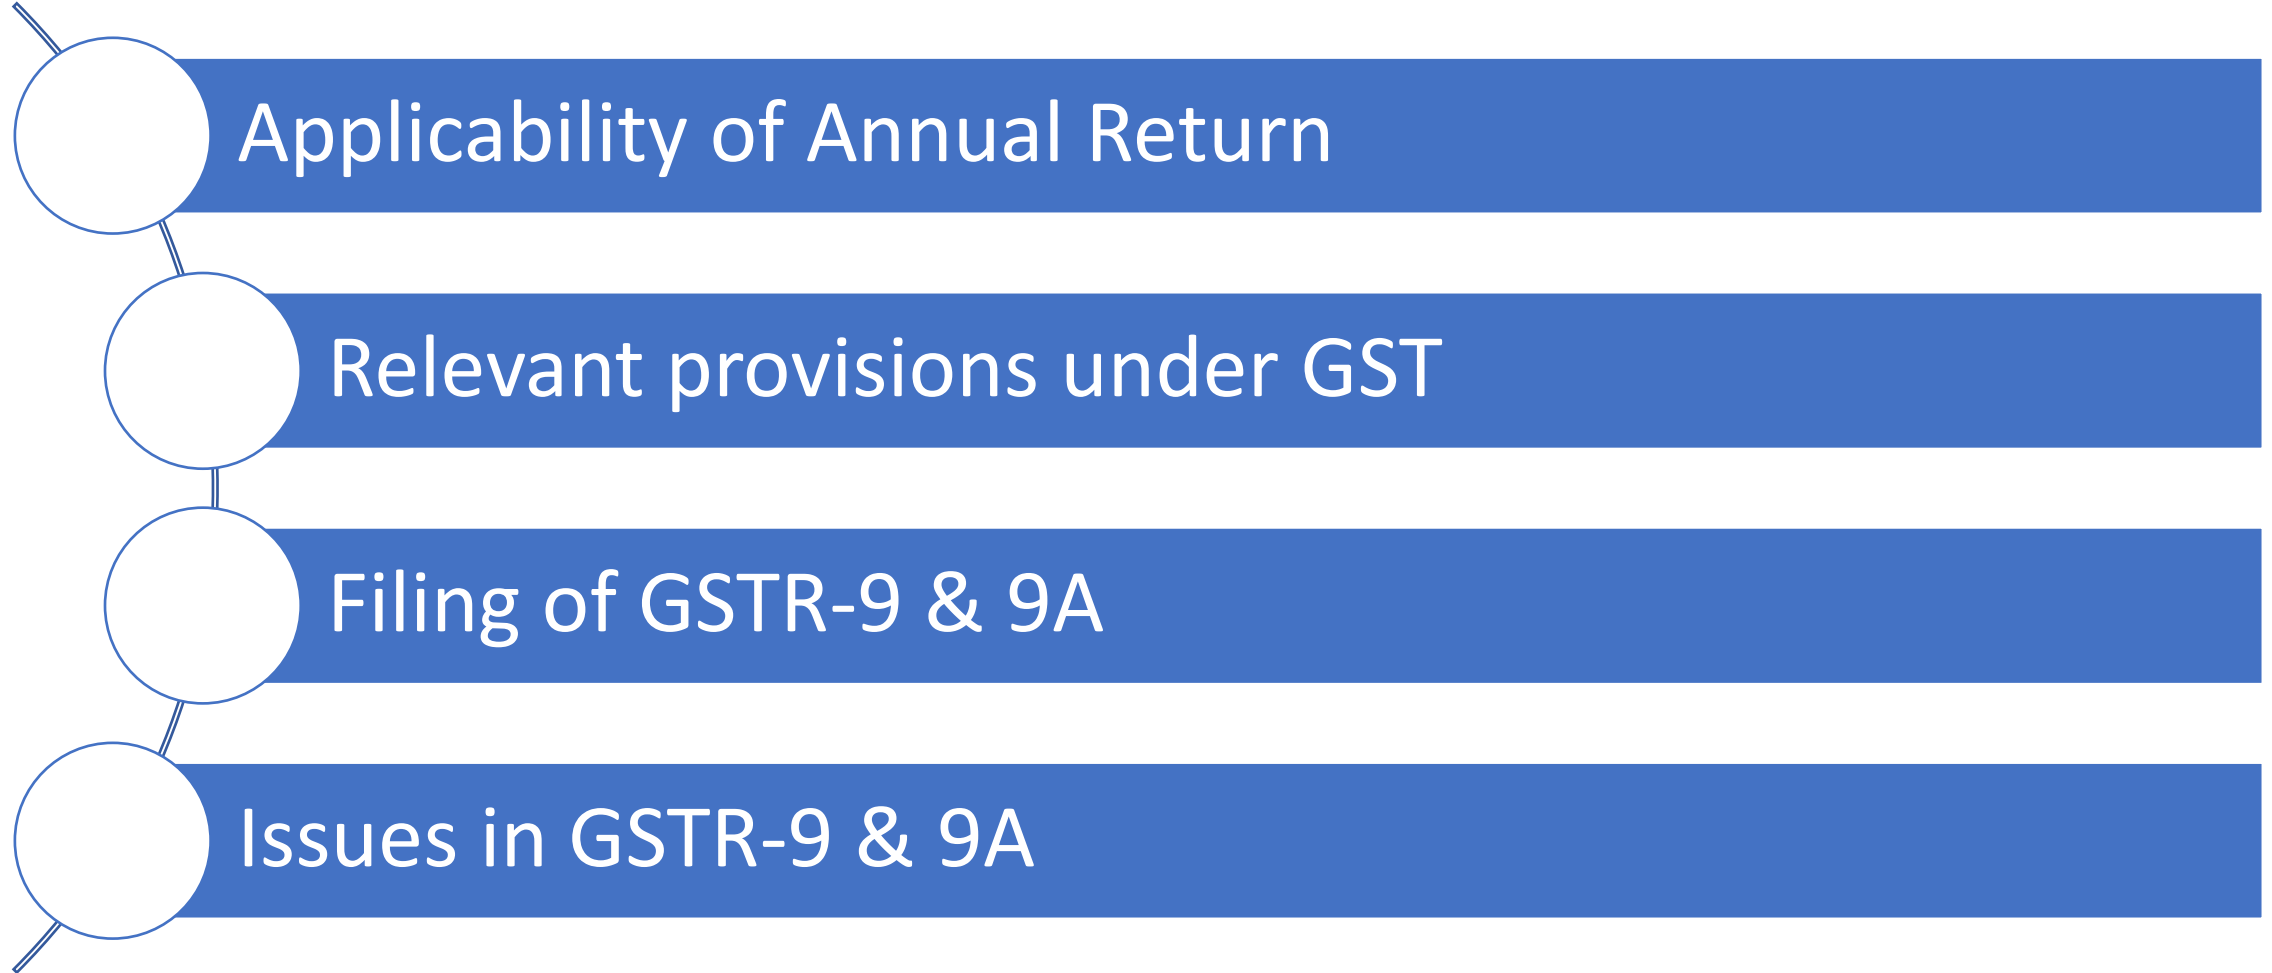 Applicability of Annual Return
Relevant provisions under GST
Filing of GSTR-9 & 9A
Issues in GSTR-9 & 9A